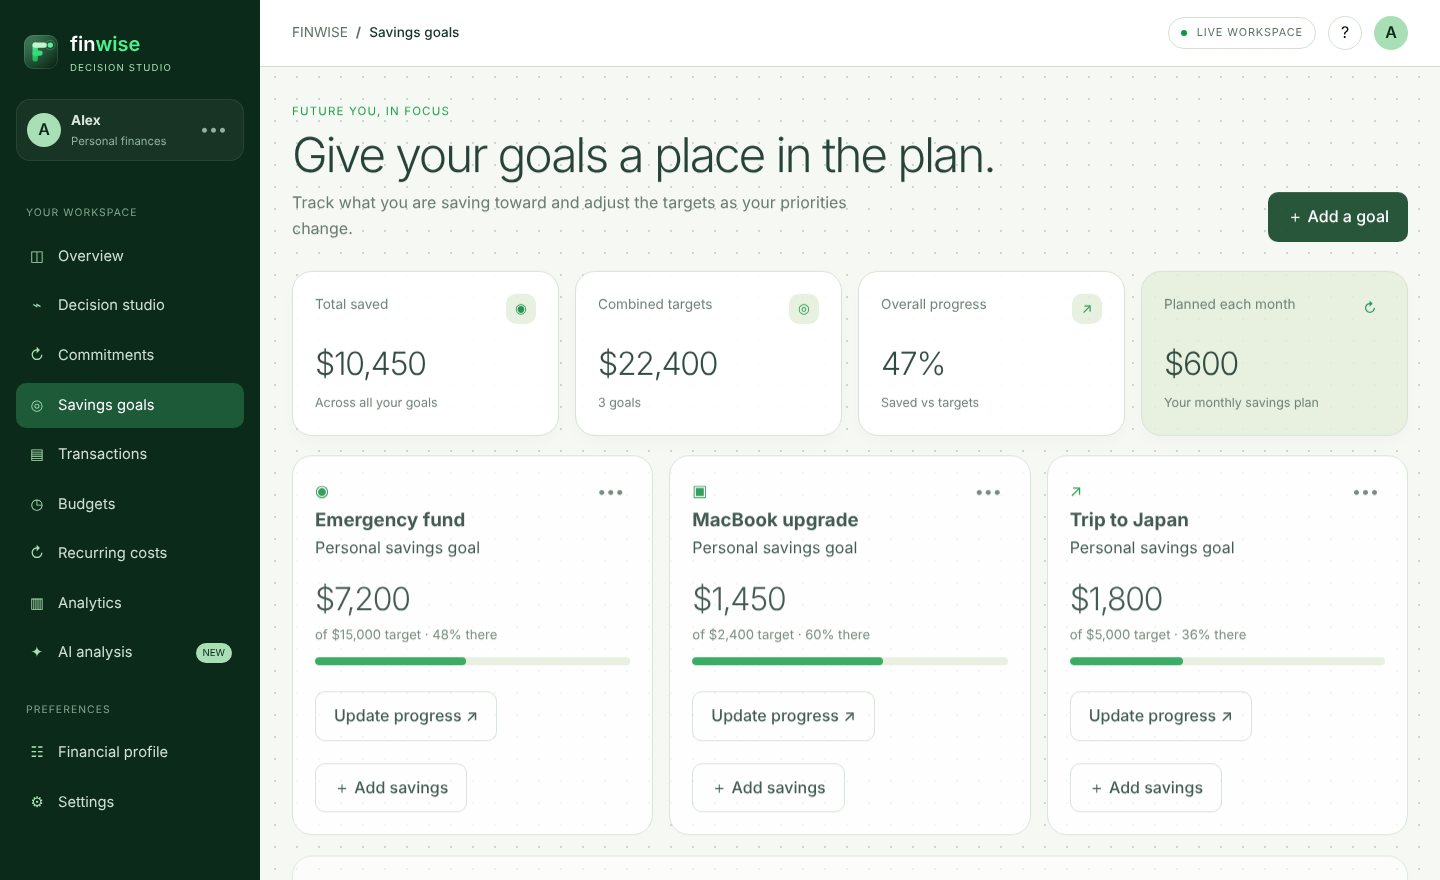 finwise
DECISION STUDIO
A
Alex
Personal finances
YOUR WORKSPACE
Overview
Decision studio
Commitments
Savings goals
Transactions
Budgets
Recurring costs
Analytics
AI analysis
NEW
PREFERENCES
Financial profile
Settings
FINWISE / Savings goals
LIVE WORKSPACE
?
A
FUTURE YOU, IN FOCUS
Give your goals a place in the plan.
Track what you are saving toward and adjust the targets as your priorities
change.
+ Add a goal
Total saved
$10,450
Across all your goals
Combined targets
$22,400
3 goals
Overall progress
47%
Saved vs targets
Planned each month
$600
Your monthly savings plan
Emergency fund
Personal savings goal
$7,200
of $15,000 target · 48% there
Update progress ↗
+ Add savings
MacBook upgrade
Personal savings goal
$1,450
of $2,400 target · 60% there
Update progress ↗
+ Add savings
Trip to Japan
Personal savings goal
$1,800
of $5,000 target · 36% there
Update progress ↗
+ Add savings